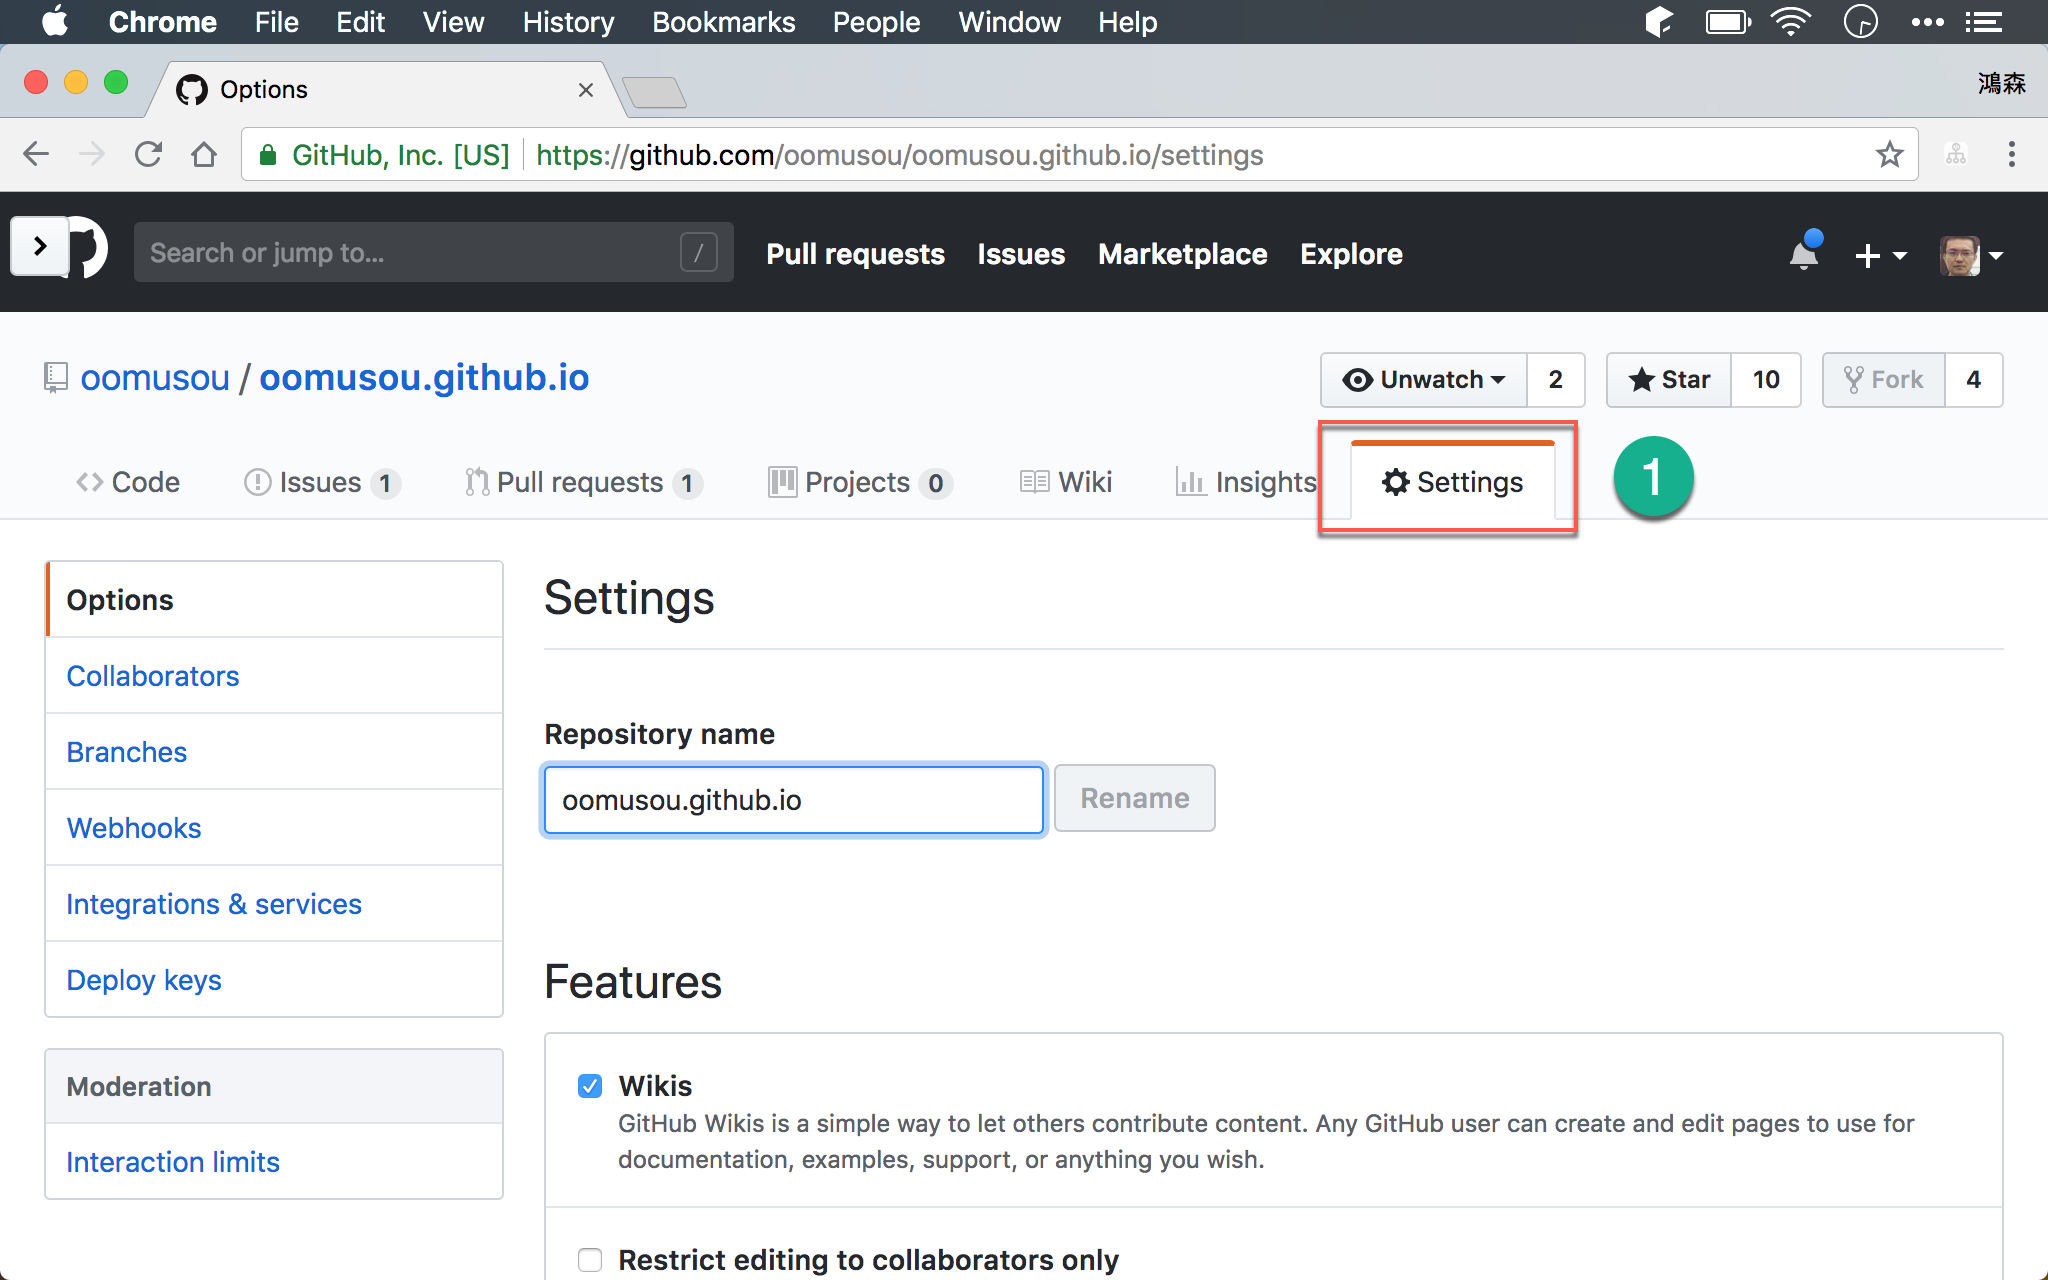 Chrome File Edit View History Bookmarks People Window Help
Options
鴻森
GitHub, Inc. [US] https://github.com/oomusou/oomusou.github.io/settings
Search or jump to... / Pull requests Issues Marketplace Explore
oomusou / oomusou.github.io Unwatch 2 Star 10 Fork 4
Code Issues 1 Pull requests 1 Projects 0 Wiki Insights Settings 1
Options
Collaborators
Branches
Webhooks
Integrations & services
Deploy keys
Moderation
Interaction limits
Settings
Repository name
oomusou.github.io Rename
Features
Wikis
GitHub Wikis is a simple way to let others contribute content. Any GitHub user can create and edit pages to use for
documentation, examples, support, or anything you wish.
Restrict editing to collaborators only